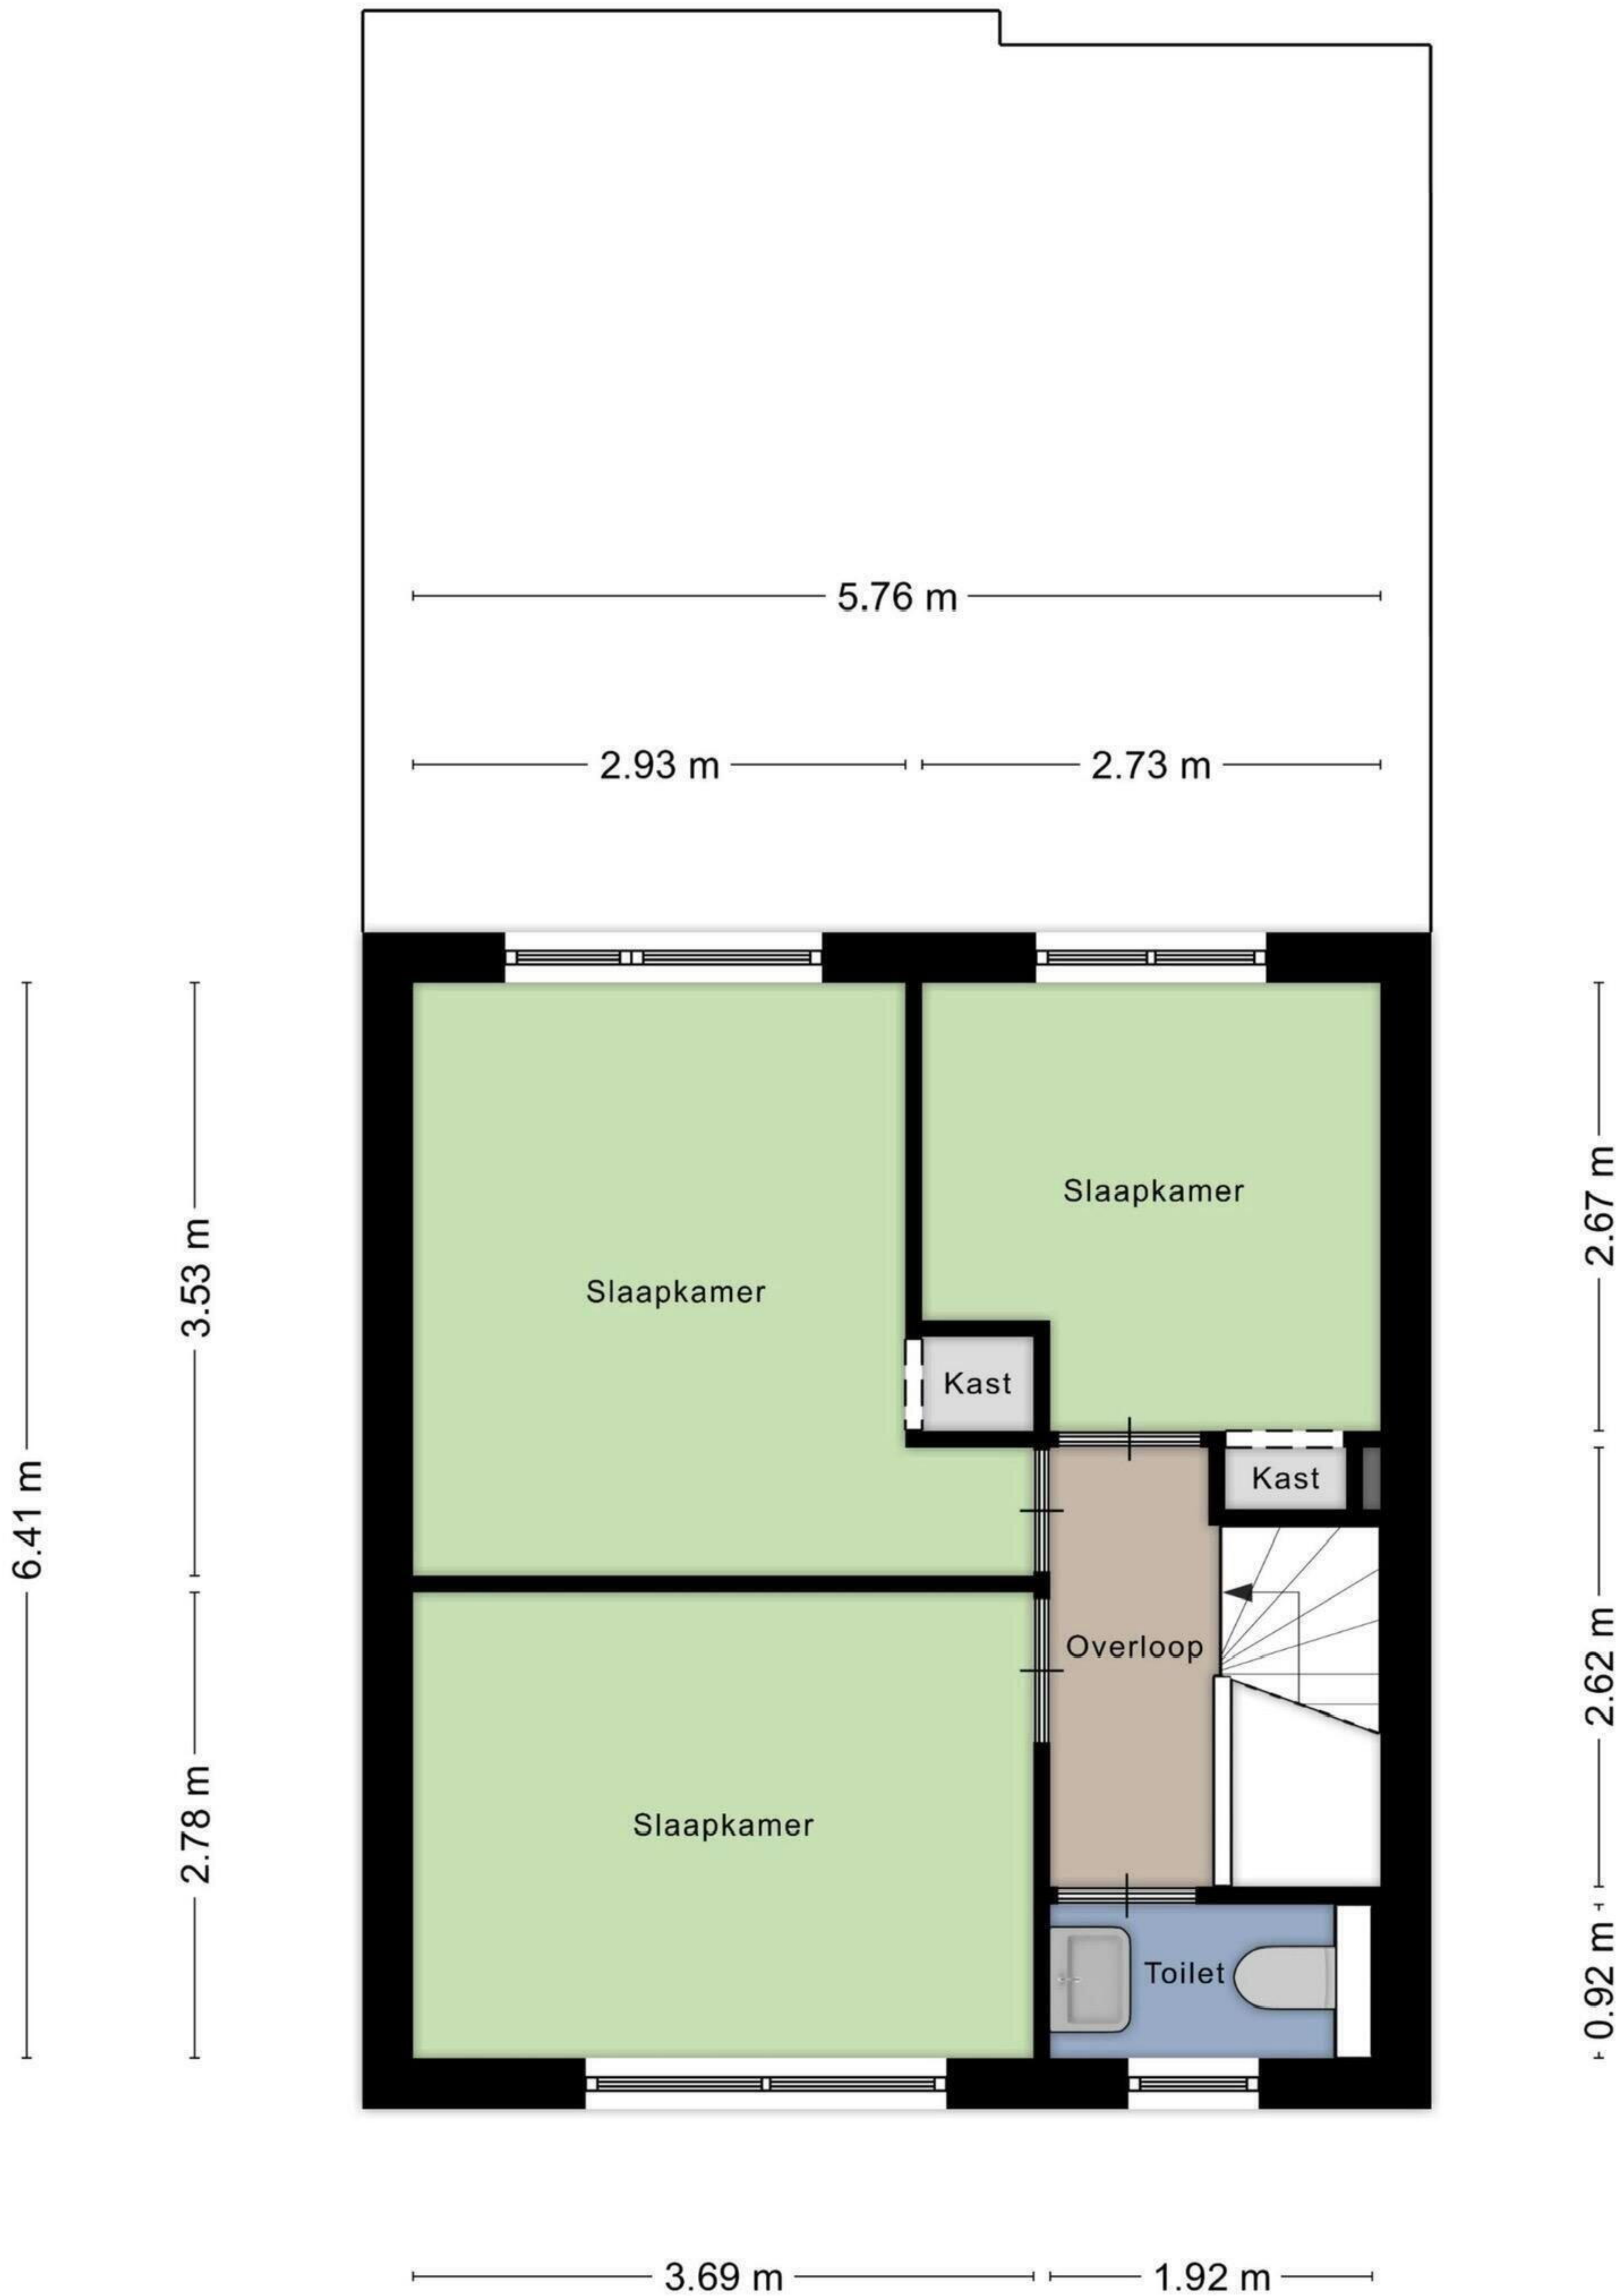 5.76 m
2.93 m
2.73 m
Slaapkamer
2.67 m
3.53 m
Slaapkamer
Kast
Kast
6.41 m
Overloop
2.62 m
Slaapkamer
2.78 m
Toilet
0.92 m
3.69 m
1.92 m